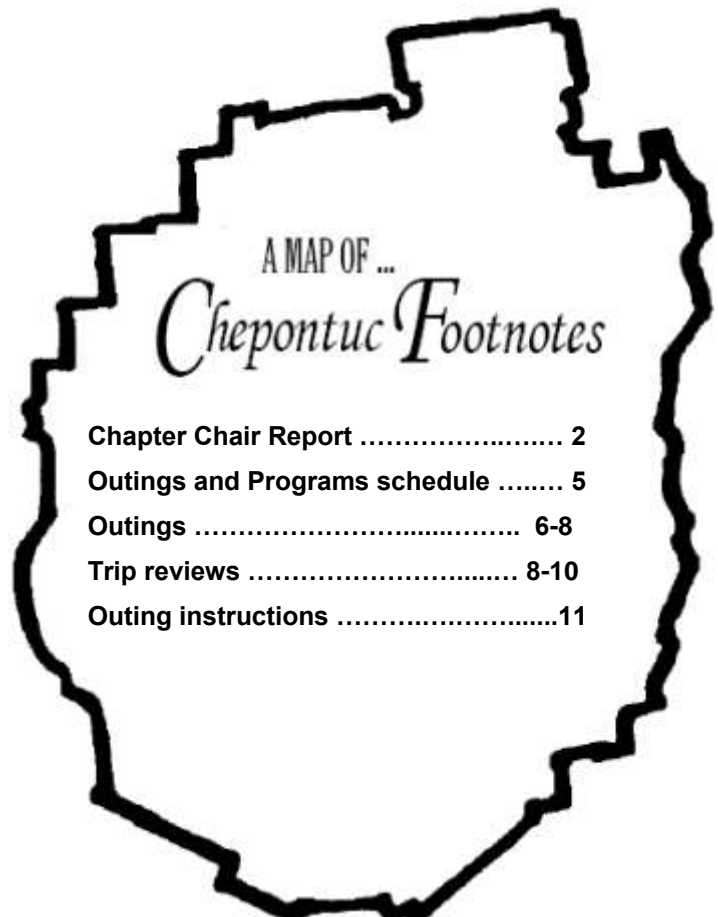 A MAP OF ...
Chepontuc Footnotes
Chapter Chair Report ……………..…..… 2
Outings and Programs schedule …..… 5
Outings …………………….......…….. 6-8
Trip reviews ……………………....… 8-10
Outing instructions ……….….…….......11